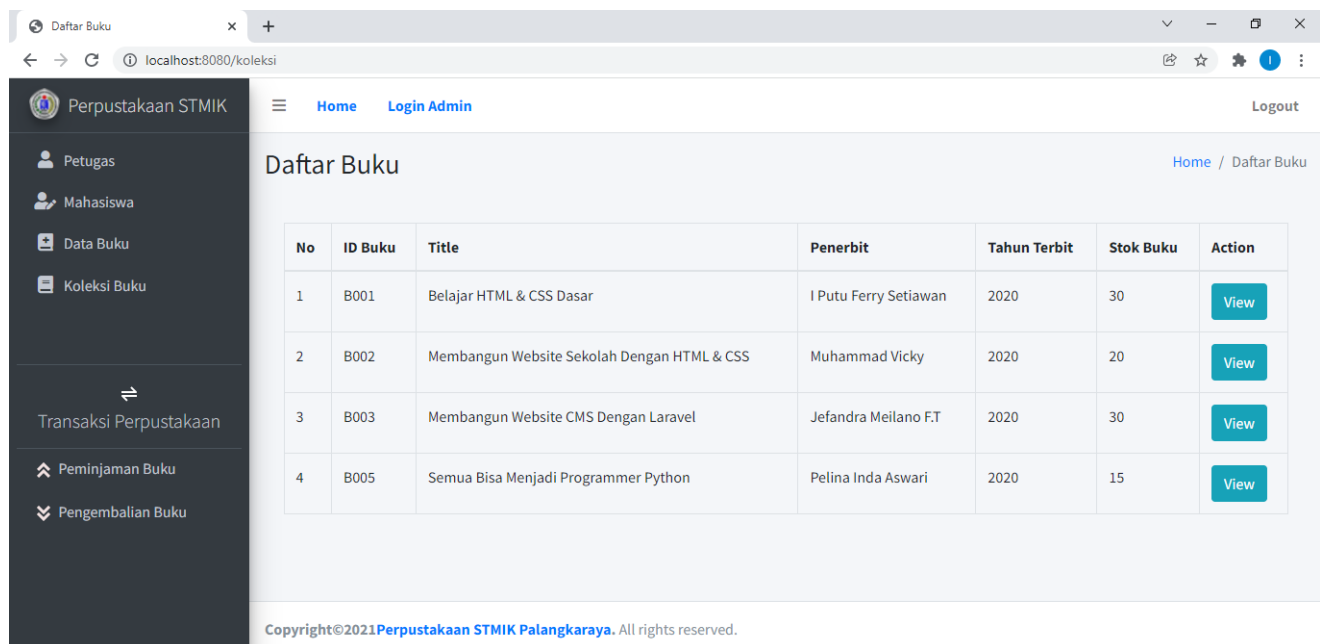 Daftar Buku
localhost:8080/koleksi
I
Perpustakaan STMIK
Home Login Admin Logout
Petugas
Mahasiswa
Data Buku
Koleksi Buku
Transaksi Perpustakaan
Peminjaman Buku
Pengembalian Buku
Daftar Buku
Home / Daftar Buku
No ID Buku Title Penerbit Tahun Terbit Stok Buku Action
1 B001 Belajar HTML & CSS Dasar I Putu Ferry Setiawan 2020 30 View
2 B002 Membangun Website Sekolah Dengan HTML & CSS Muhammad Vicky 2020 20 View
3 B003 Membangun Website CMS Dengan Laravel Jefandra Meilano F.T 2020 30 View
4 B005 Semua Bisa Menjadi Programmer Python Pelina Inda Aswari 2020 15 View
Copyright©2021Perpustakaan STMIK Palangkaraya. All rights reserved.